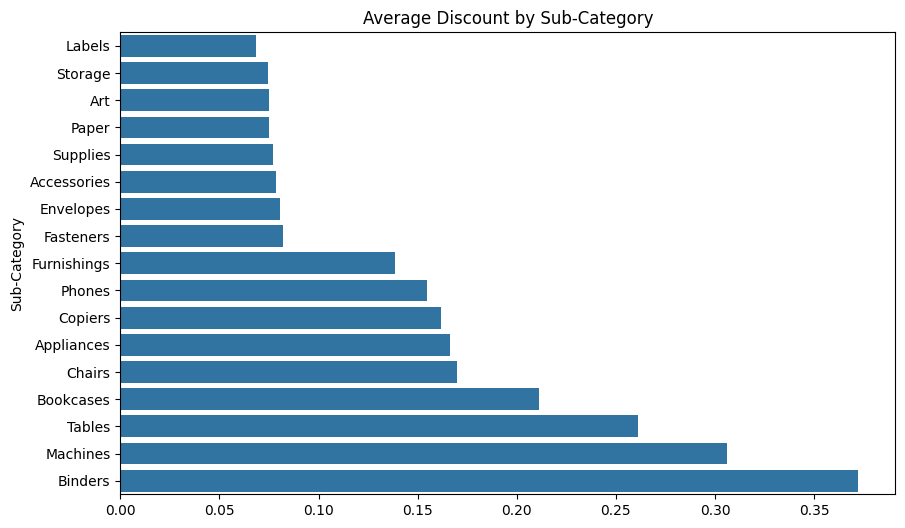 Average Discount by Sub-Category
Sub-Category
Labels
Storage
Art
Paper
Supplies
Accessories
Envelopes
Fasteners
Furnishings
Phones
Copiers
Appliances
Chairs
Bookcases
Tables
Machines
Binders
0.00 0.05 0.10 0.15 0.20 0.25 0.30 0.35